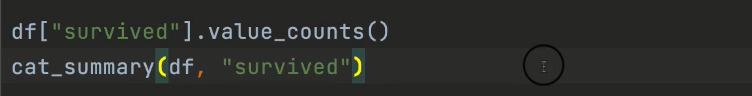 df["survived"].value_counts()
cat_summary(df, "survived")